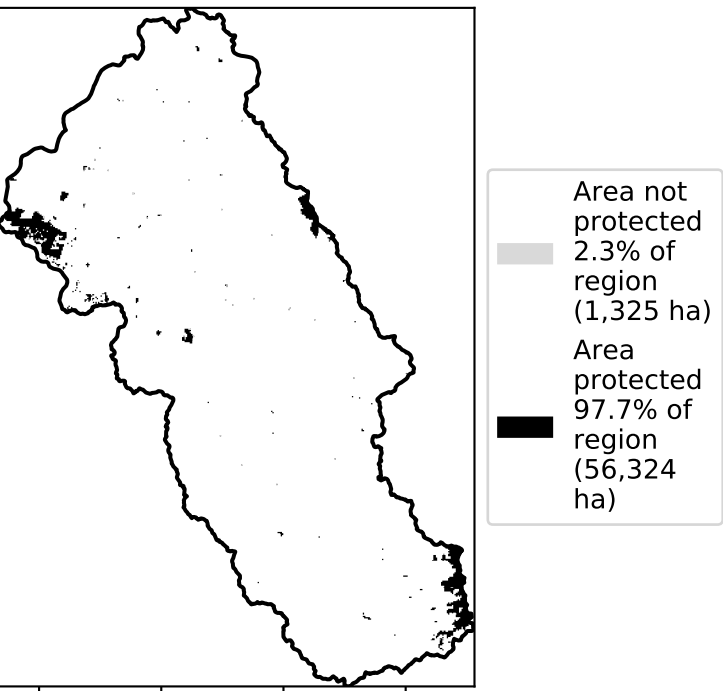 Area not
protected
2.3% of
region
(1,325 ha)
Area
protected
97.7% of
region
(56,324
ha)